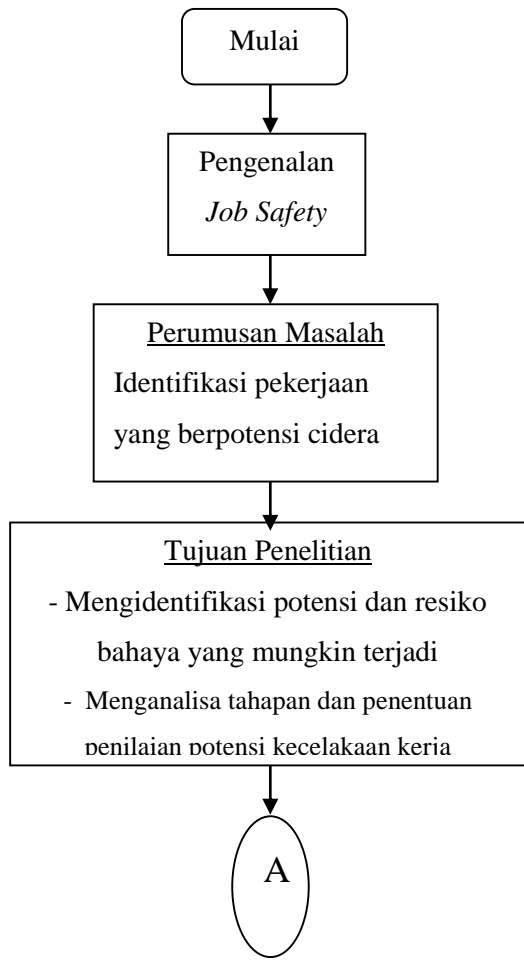 Mulai
Pengenalan
Job Safety
Perumusan Masalah
Identifikasi pekerjaan
yang berpotensi cidera
Tujuan Penelitian
- Mengidentifikasi potensi dan resiko
bahaya yang mungkin terjadi
- Menganalisa tahapan dan penentuan
penilaian potensi kecelakaan kerja
A